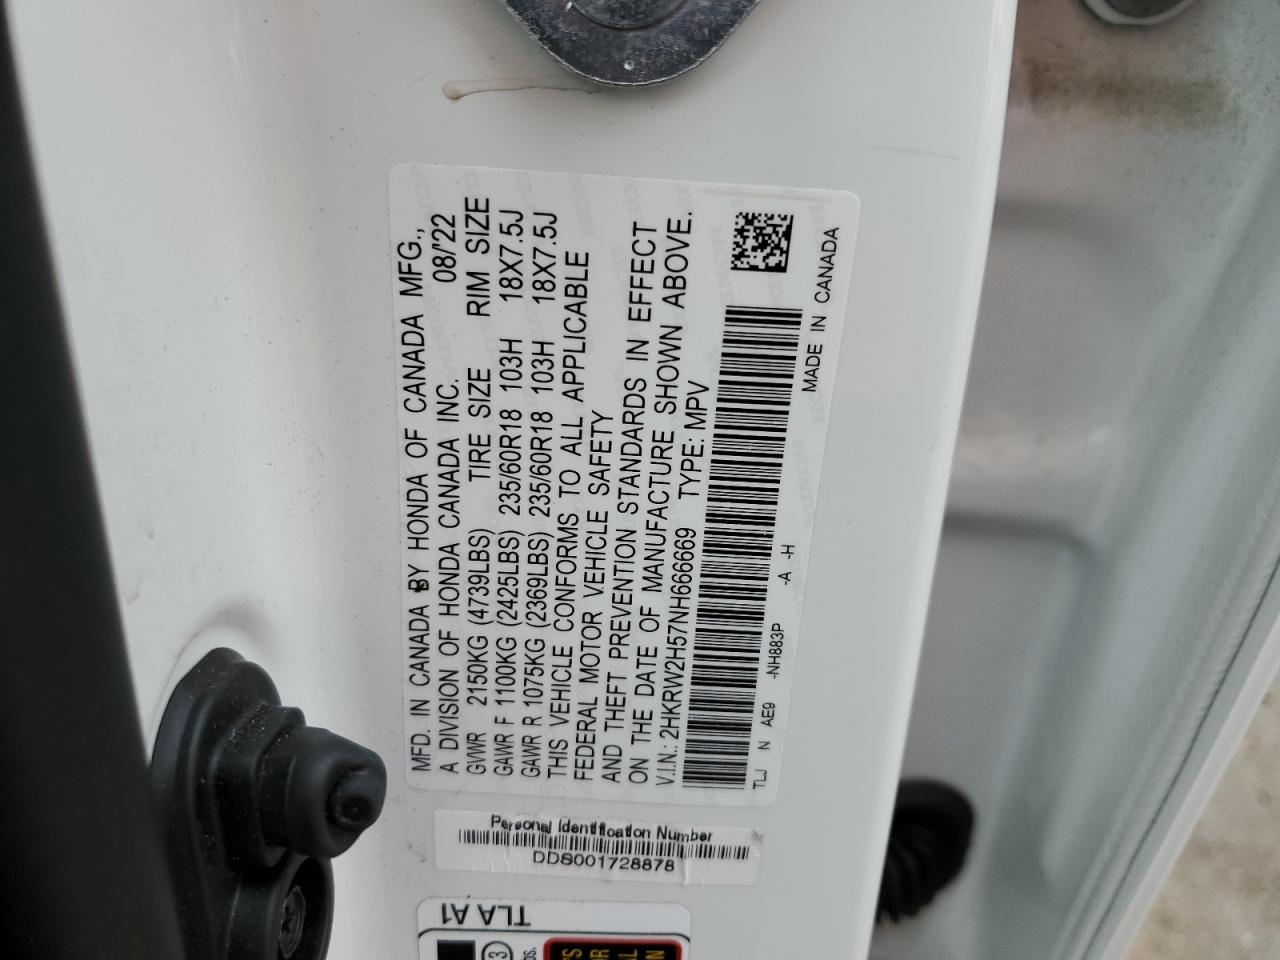 MFD. IN CANADA BY HONDA OF CANADA MFG.,
A DIVISION OF HONDA CANADA INC. 08/'22
GVWR 2150KG (4739LBS) TIRE SIZE RIM SIZE
GAWR F 1100KG (2425LBS) 235/60R18 103H 18X7.5J
GAWR R 1075KG (2369LBS) 235/60R18 103H 18X7.5J
THIS VEHICLE CONFORMS TO ALL APPLICABLE
FEDERAL MOTOR VEHICLE SAFETY
AND THEFT PREVENTION STANDARDS IN EFFECT
ON THE DATE OF MANUFACTURE SHOWN ABOVE.
V.I.N.: 2HKRW2H57NH666669 TYPE: MPV
TLJ N AE9 -NH883P -A -H
MADE IN CANADA
Personal Identification Number
DDS001728878
TLA A1
3